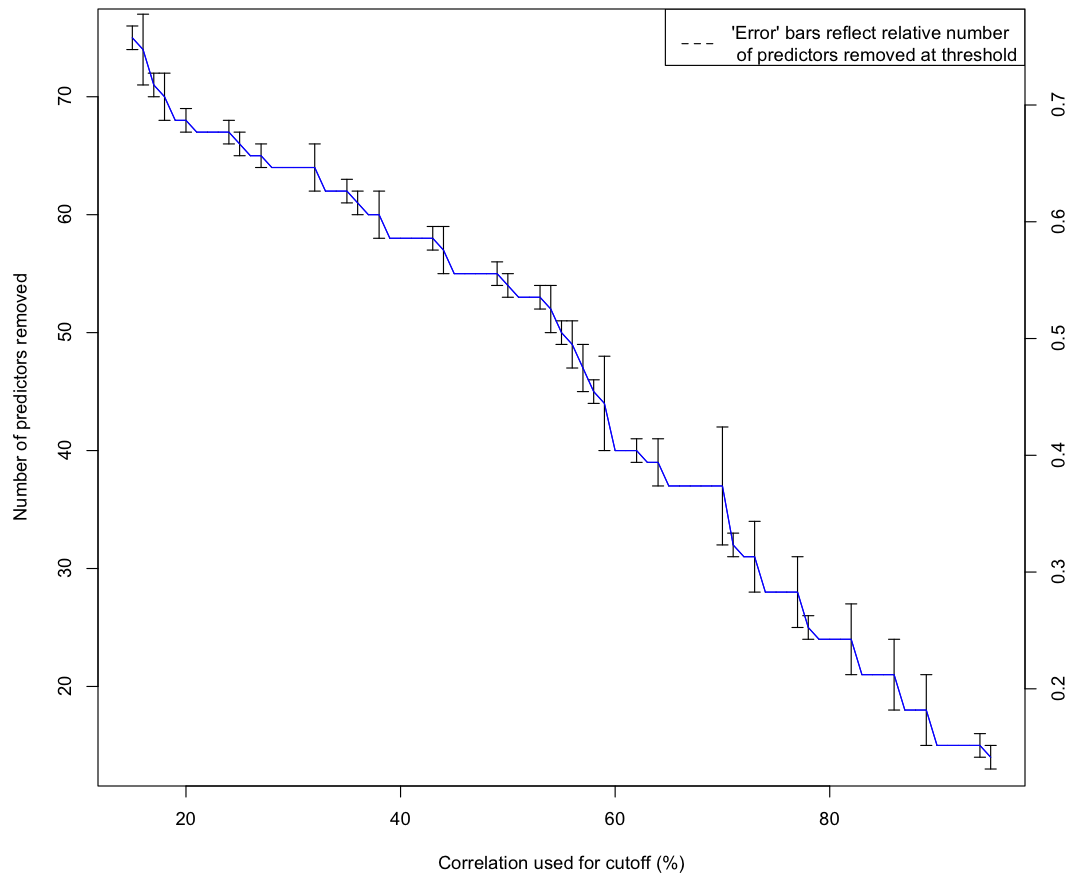 'Error' bars reflect relative number
of predictors removed at threshold
Number of predictors removed
70
60
50
40
30
20
0.7
0.6
0.5
0.4
0.3
0.2
20 40 60 80
Correlation used for cutoff (%)